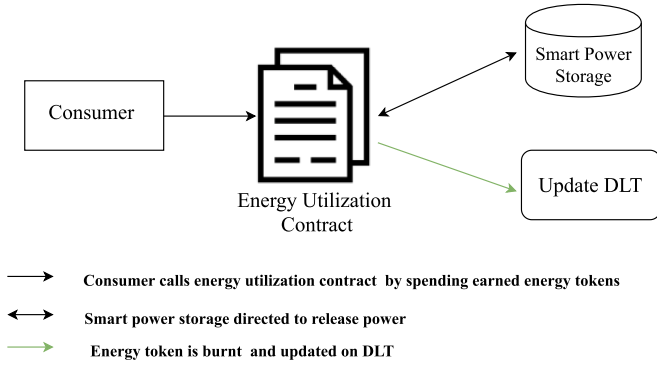 Smart Power
Storage
Consumer
Update DLT
Energy Utilization
Contract
Consumer calls energy utilization contract by spending earned energy tokens
Smart power storage directed to release power
Energy token is burnt and updated on DLT